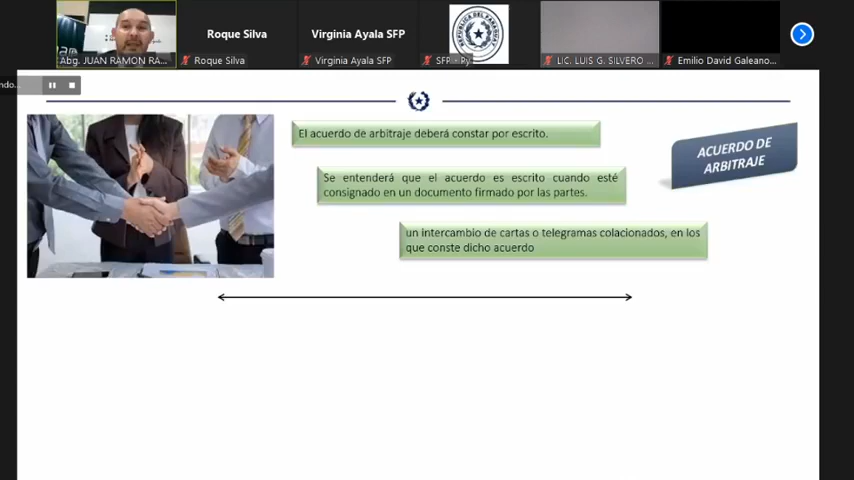 Roque Silva
Virginia Ayala SFP
Abg. JUAN RAMON RA...
Roque Silva
Virginia Ayala SFP
SFP - Py
LIC. LUIS G. SILVERO ...
Emilio David Galeano...
ndo...
El acuerdo de arbitraje deberá constar por escrito.
ACUERDO DE
ARBITRAJE
Se entenderá que el acuerdo es escrito cuando esté
consignado en un documento firmado por las partes.
un intercambio de cartas o telegramas colacionados, en los
que conste dicho acuerdo